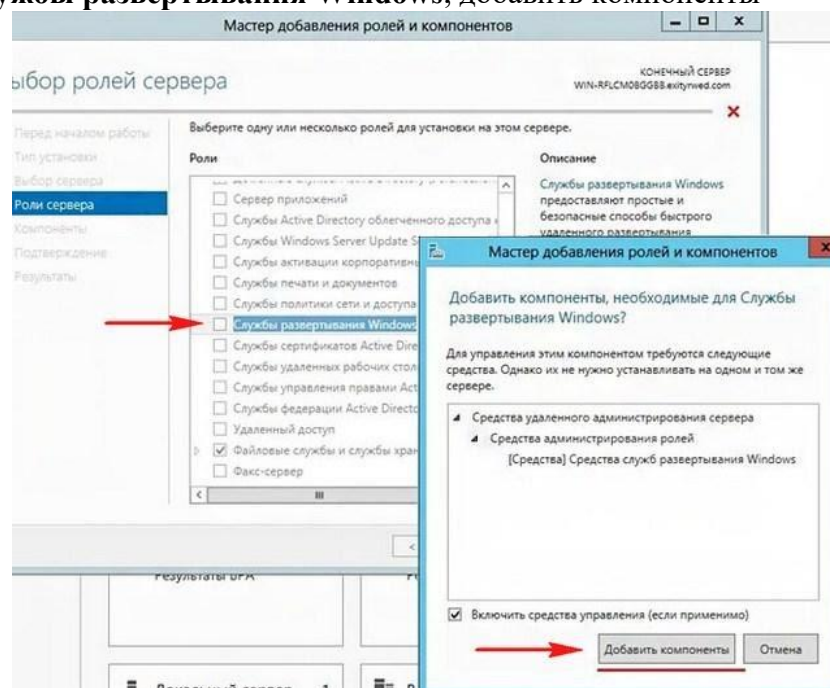 развертывания Windows, добавить компоненты
Мастер добавления ролей и компонентов
ыбор ролей сервера
КОНЕЧНЫЙ СЕРВЕР
WIN-RFLCM0BGGBB.exityrwed.com
Перед началом работы
Тип установки
Выбор сервера
Роли сервера
Компоненты
Подтверждение
Результаты
Выберите одну или несколько ролей для установки на этом сервере.
Роли
Сервер приложений
Службы Active Directory облегченного доступа
Службы Windows Server Update S
Службы активации корпоративны
Службы печати и документов
Службы политики сети и доступа
Службы развертывания Windows
Службы сертификатов Active Dire
Службы удаленных рабочих стол
Службы управления правами Act
Службы федерации Active Directo
Удаленный доступ
Файловые службы и службы хран
Факс-сервер
Описание
Службы развертывания Windows
предоставляют простые и
безопасные способы быстрого
удаленного развертывания
Мастер добавления ролей и компонентов
Добавить компоненты, необходимые для Службы
развертывания Windows?
Для управления этим компонентом требуются следующие
средства. Однако их не нужно устанавливать на одном и том же
сервере.
Средства удаленного администрирования сервера
Средства администрирования ролей
[Средства] Средства служб развертывания Windows
Включить средства управления (если применимо)
Добавить компоненты
Отмена
Результаты BPA
Локальный сервер 1